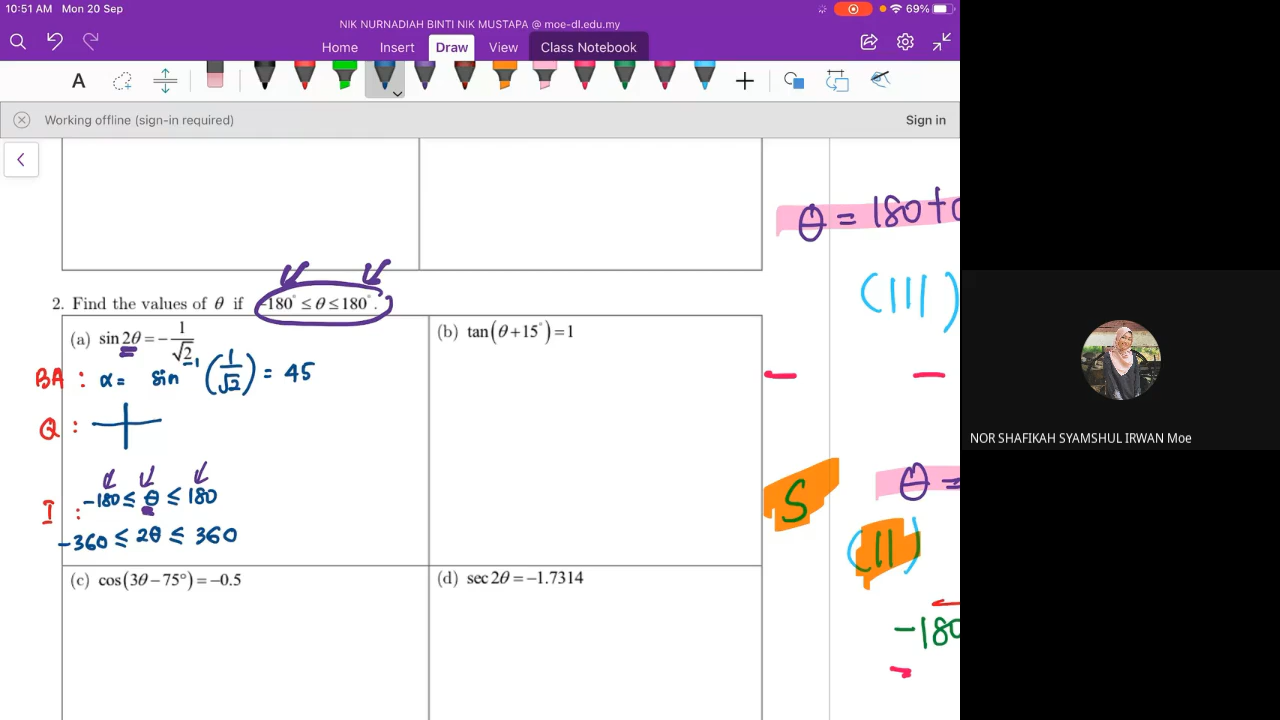 10:51 AM Mon 20 Sep
69%
NIK NURNADIAH BINTI NIK MUSTAPA @ moe-dl.edu.my
Home Insert Draw View Class Notebook
A
Working offline (sign-in required) Sign in
θ = 180 +
(III)
2. Find the values of θ if -180° ≤ θ ≤ 180°.
(a) sin 2θ = -1/√2
BA : α = sin⁻¹ (1/√2) = 45
Q :
I : -180 ≤ θ ≤ 180
-360 ≤ 2θ ≤ 360
(b) tan(θ + 15°) = 1
(c) cos(3θ − 75°) = −0.5
(d) sec 2θ = −1.7314
S
θ =
(II)
-180
NOR SHAFIKAH SYAMSHUL IRWAN Moe